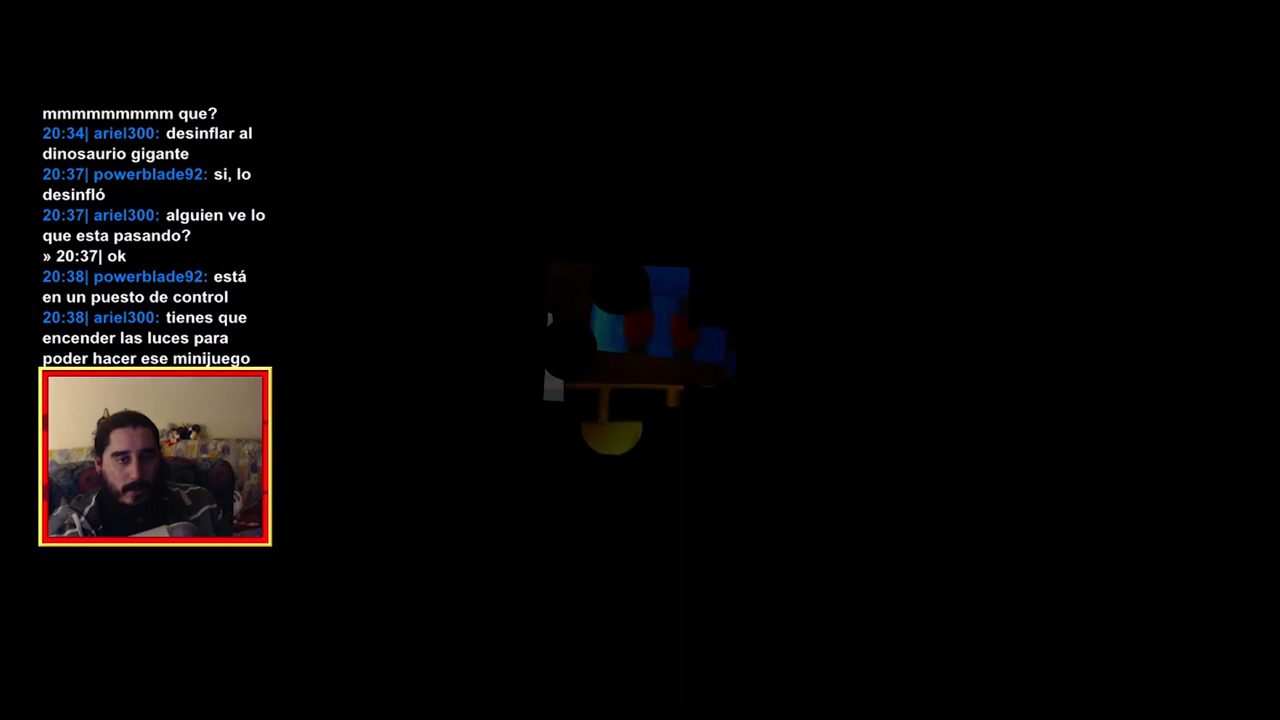 mmmmmmmmm que?
20:34| ariel300: desinflar al
dinosaurio gigante
20:37| powerblade92: si, lo
desinfló
20:37| ariel300: alguien ve lo
que esta pasando?
» 20:37| ok
20:38| powerblade92: está
en un puesto de control
20:38| ariel300: tienes que
encender las luces para
poder hacer ese minijuego